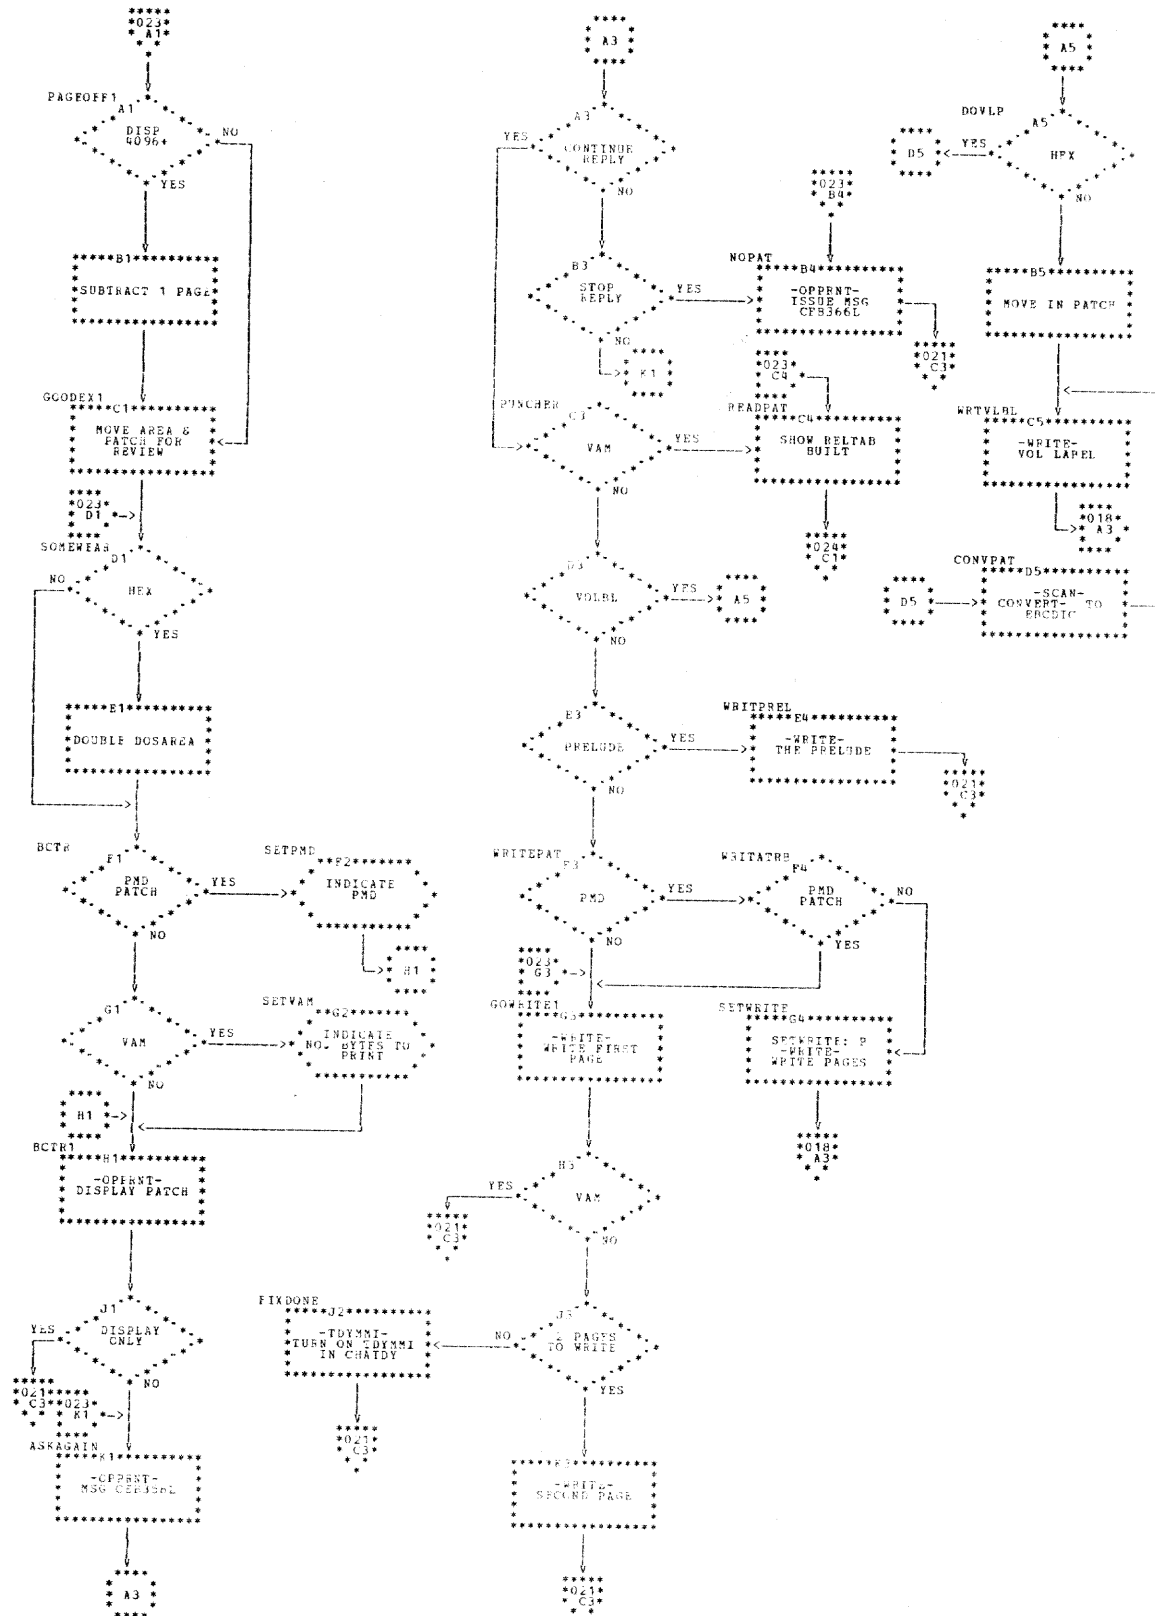 023
A1
PAGEOFF1
A1
DISP
4096+
NO
YES
B1
SUBTRACT 1 PAGE
GOODEX1
C1
MOVE AREA &
PATCH FOR
REVIEW
023
D1
SOMEWEAR
D1
NO
HEX
YES
E1
DOUBLE DOSAREA
BCTR
F1
PMD
PATCH
YES
NO
SETPMD
F2
INDICATE
PMD
H1
G1
VAM
YES
NO
SETVAM
G2
INDICATE
NO. BYTES TO
PRINT
H1
BCTR1
H1
-OPPRNT-
DISPLAY PATCH
J1
YES
DISPLAY
ONLY
NO
021
C3
023
K1
ASKAGAIN
K1
-OPPRNT-
MSG
A3
A3
A3
YES
CONTINUE
REPLY
NO
B3
STOP
REPLY
YES
NO
K1
023
B4
NOPAT
B4
-OPPRNT-
ISSUE MSG
CFB366L
021
C3
PUNCHER
C3
VAM
YES
NO
023
C4
READPAT
C4
SHOW RELTAB
BUILT
024
C1
D3
VOLBL
YES
A5
NO
E3
PRELUDE
YES
NO
WRITPREL
E4
-WRITE-
THE PRELUDE
021
C3
WRITEPAT
F3
PMD
YES
NO
WRITATRB
F4
PMD
PATCH
NO
YES
023
G3
GOWRITE1
G3
-WRITE-
WRITE FIRST
PAGE
SETWRITE
G4
SETWRITE: P
-WRITE-
WRITE PAGES
018
A3
H3
YES
VAM
NO
021
C3
J3
2 PAGES
TO WRITE
NO
YES
FIXDONE
J2
-TDYMMI-
TURN ON TDYMMI
IN CHATDY
021
C3
K3
-WRITE-
SECOND PAGE
021
C3
A5
DOVLP
A5
HEX
YES
D5
NO
B5
MOVE IN PATCH
WRTVLBL
C5
-WRITE-
VOL LABEL
018
A3
CONVPAT
D5
D5
-SCAN-
CONVERT- TO
EBCDIC